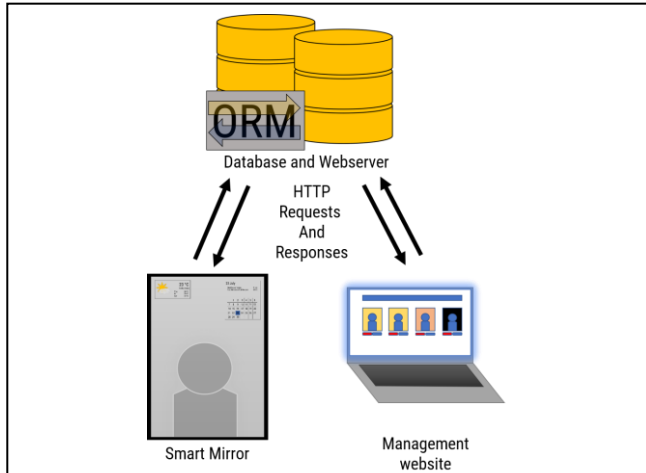 ORM
Database and Webserver
HTTP
Requests
And
Responses
Smart Mirror
Management
website